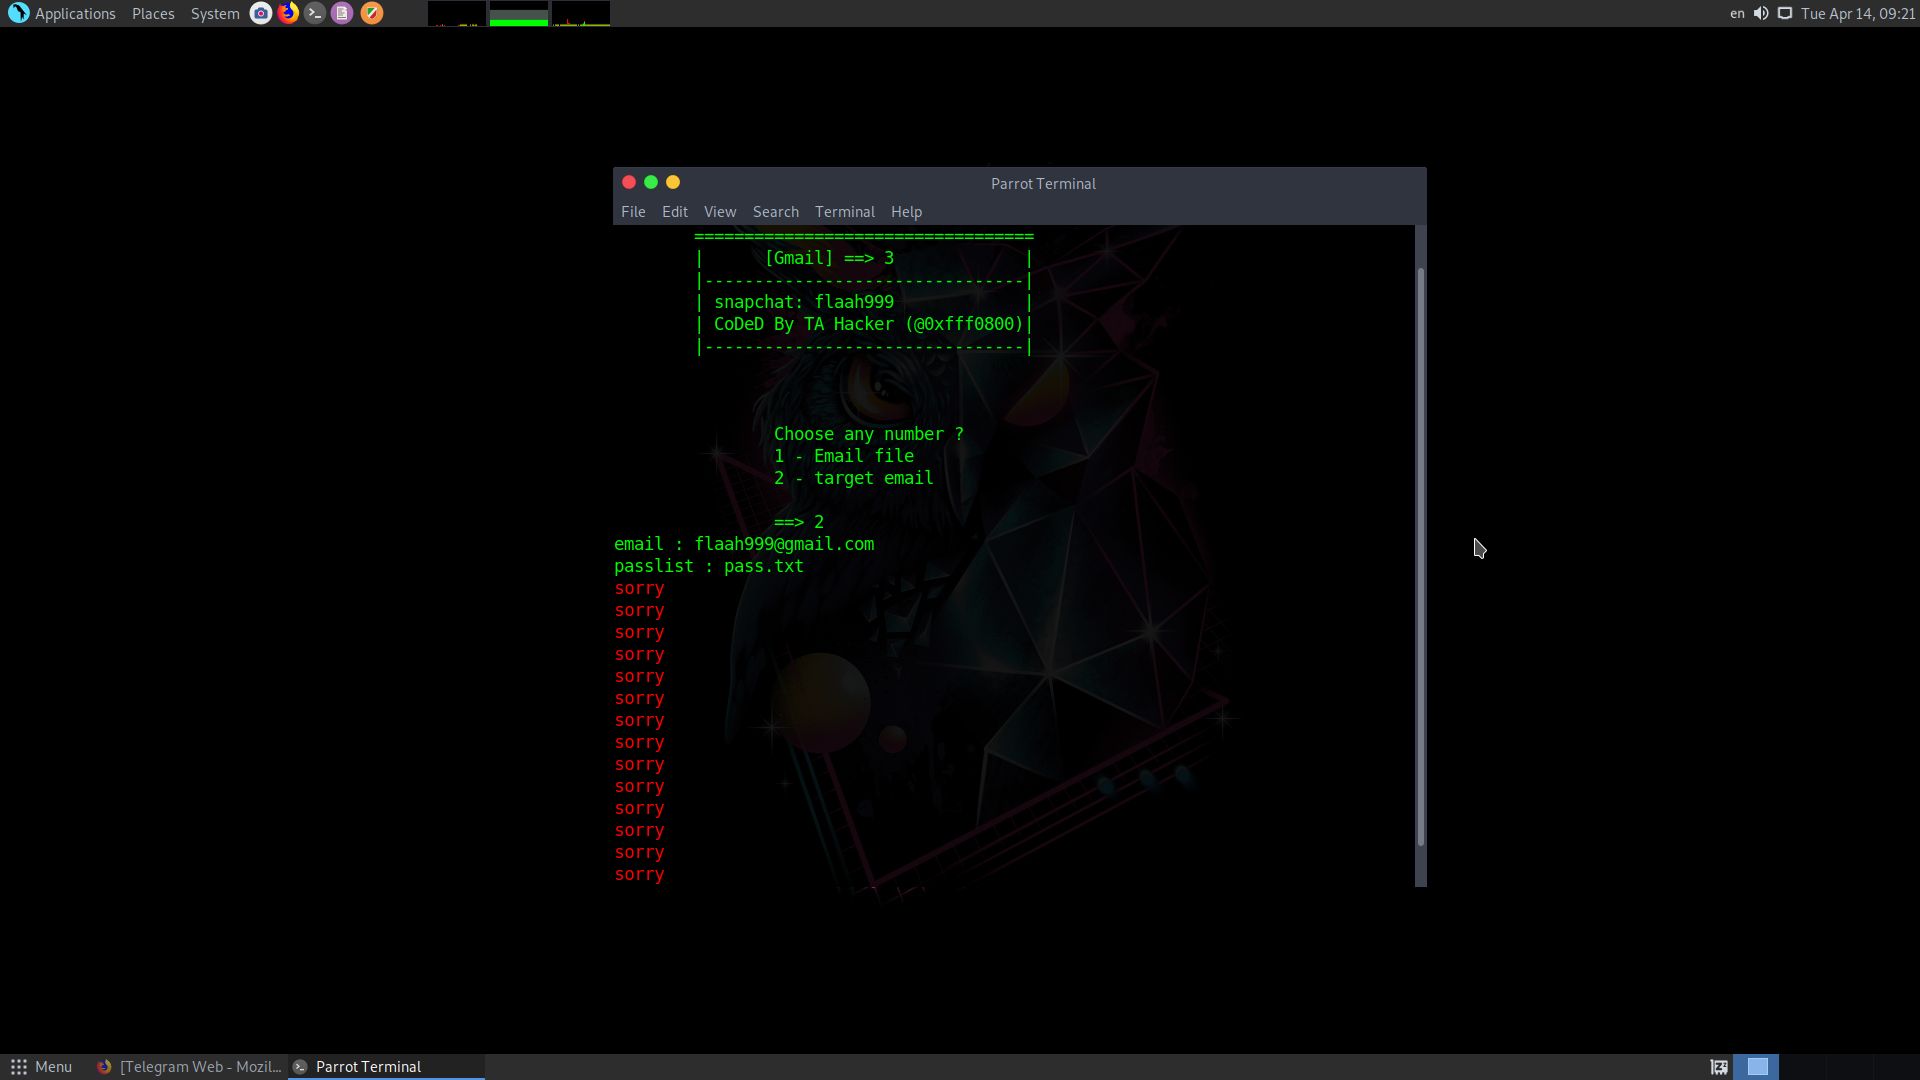 Applications Places System
en Tue Apr 14, 09:21
Parrot Terminal
File Edit View Search Terminal Help
==================================
| [Gmail] ==> 3 |
|--------------------------------|
| snapchat: flaah999 |
| CoDeD By TA Hacker (@0xfff0800)|
|--------------------------------|
Choose any number ?
1 - Email file
2 - target email
==> 2
email : flaah999@gmail.com
passlist : pass.txt
sorry
sorry
sorry
sorry
sorry
sorry
sorry
sorry
sorry
sorry
sorry
sorry
sorry
sorry
Menu [Telegram Web - Mozil... Parrot Terminal